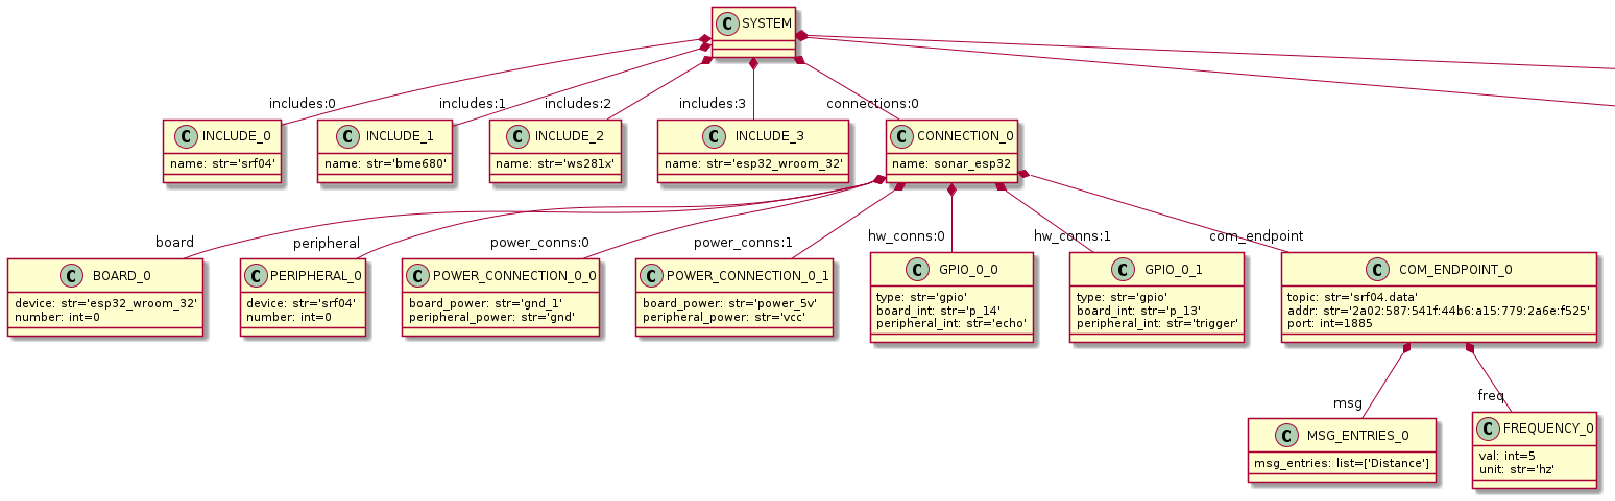 C SYSTEM
includes:0
includes:1
includes:2
includes:3
connections:0
C INCLUDE_0
name: str='srf04'
C INCLUDE_1
name: str='bme680'
C INCLUDE_2
name: str='ws281x'
C INCLUDE_3
name: str='esp32_wroom_32'
C CONNECTION_0
name: sonar_esp32
board
peripheral
power_conns:0
power_conns:1
hw_conns:0
hw_conns:1
com_endpoint
C BOARD_0
device: str='esp32_wroom_32'
number: int=0
C PERIPHERAL_0
device: str='srf04'
number: int=0
C POWER_CONNECTION_0_0
board_power: str='gnd_1'
peripheral_power: str='gnd'
C POWER_CONNECTION_0_1
board_power: str='power_5v'
peripheral_power: str='vcc'
C GPIO_0_0
type: str='gpio'
board_int: str='p_14'
peripheral_int: str='echo'
C GPIO_0_1
type: str='gpio'
board_int: str='p_13'
peripheral_int: str='trigger'
C COM_ENDPOINT_0
topic: str='srf04.data'
addr: str='2a02:587:541f:44b6:a15:779:2a6e:f525'
port: int=1885
msg
freq
C MSG_ENTRIES_0
msg_entries: list=['Distance']
C FREQUENCY_0
val: int=5
unit: str='hz'